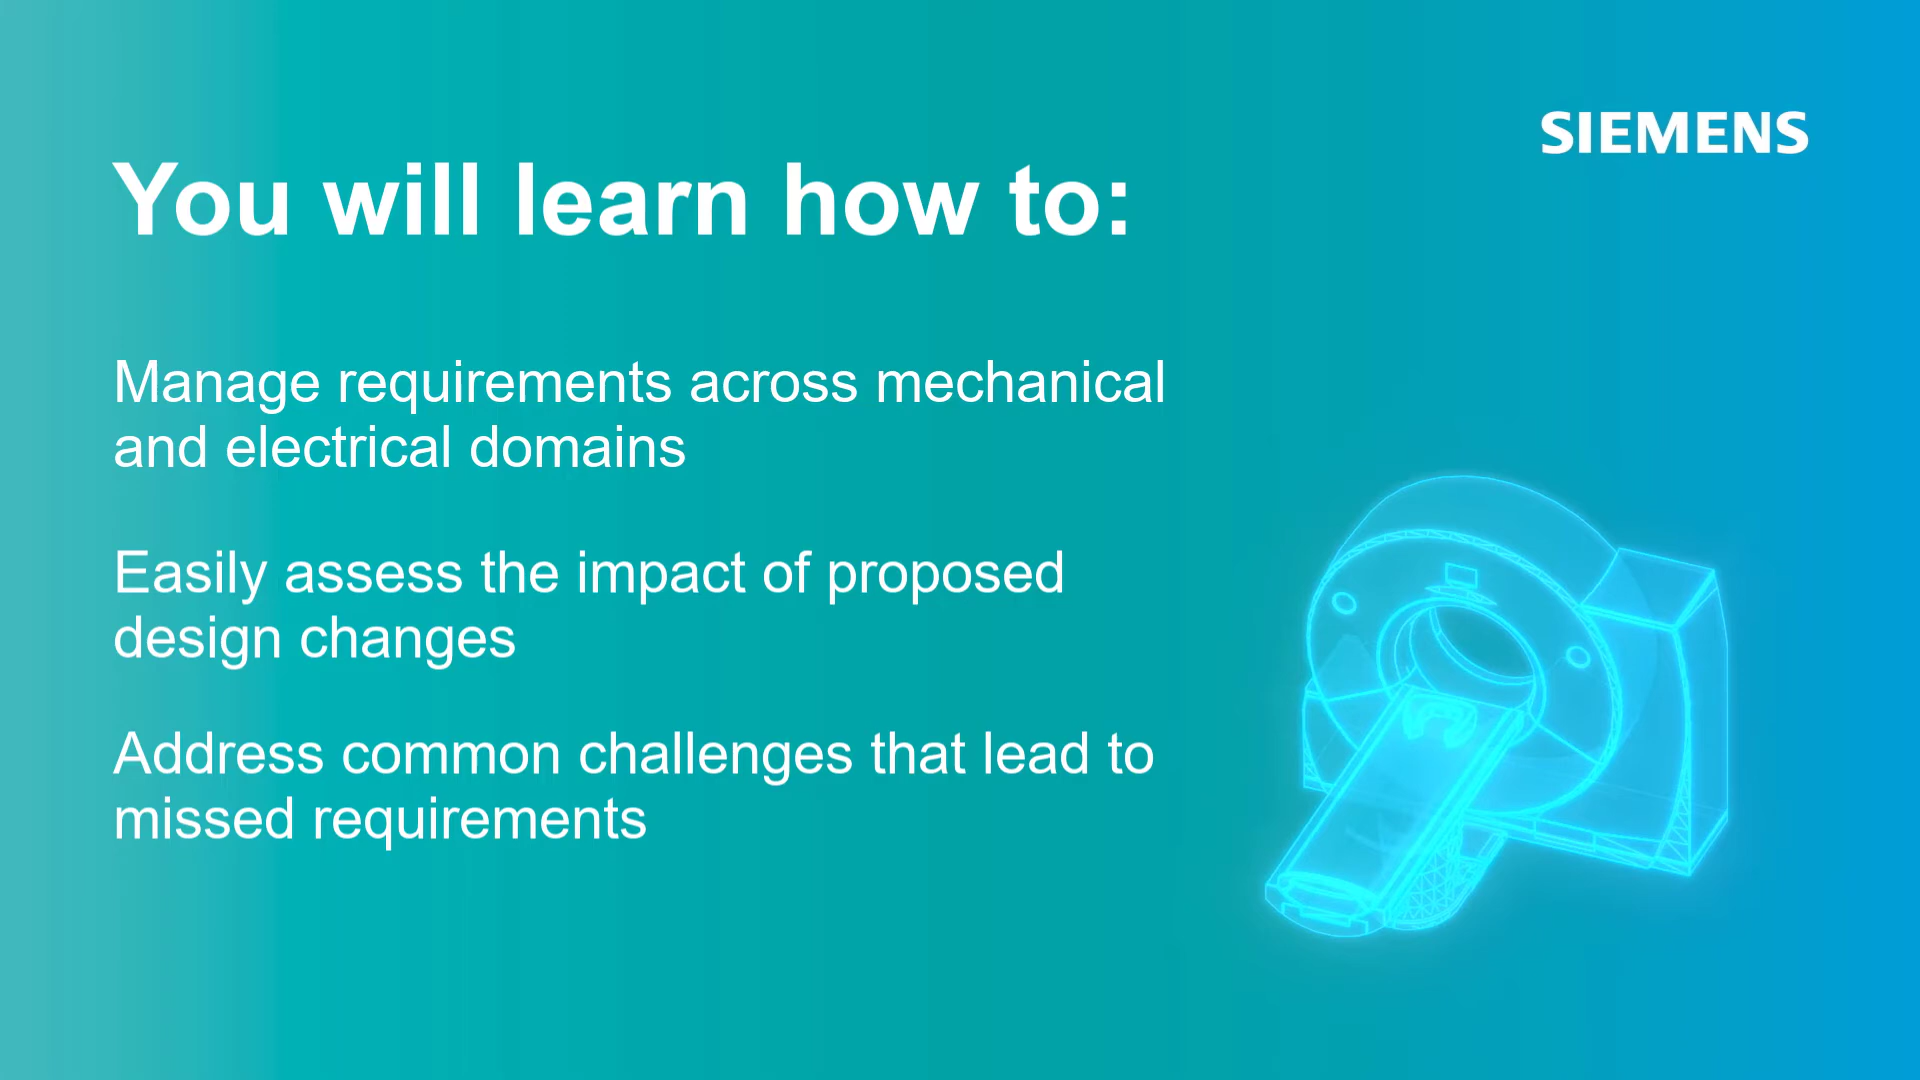 SIEMENS
You will learn how to:
Manage requirements across mechanical
and electrical domains
Easily assess the impact of proposed
design changes
Address common challenges that lead to
missed requirements